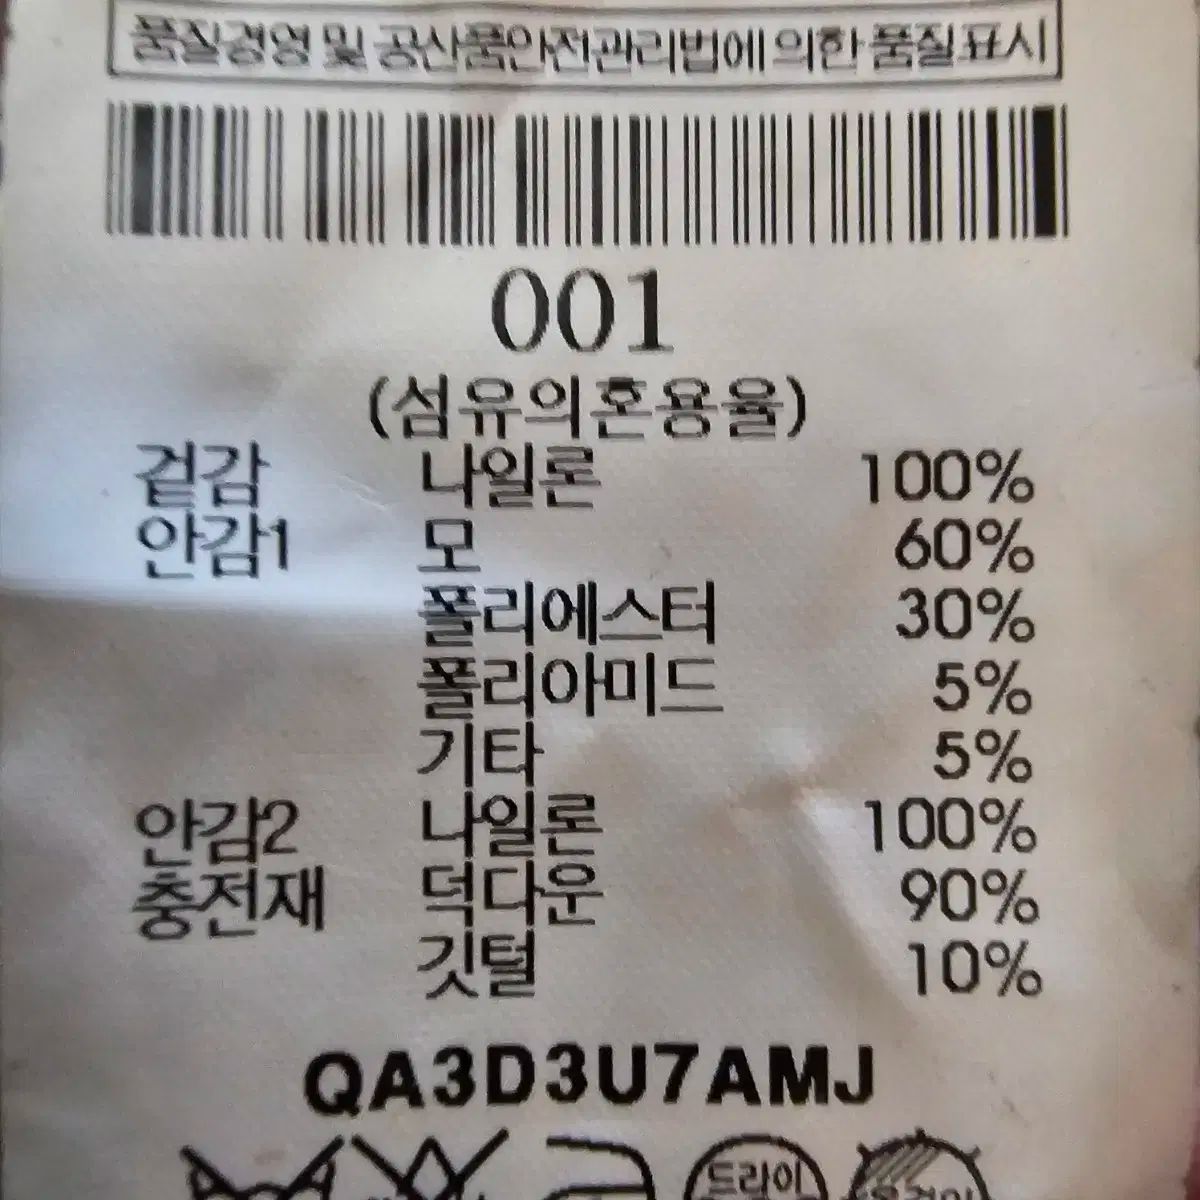 품질경영 및 공산품안전관리법에 의한 품질표시
001
(섬유의혼용율)
겉감 나일론 100%
안감1 모 60%
폴리에스터 30%
폴리아미드 5%
기타 5%
안감2 나일론 100%
충전재 덕다운 90%
깃털 10%
QA3D3U7AMJ
드라이